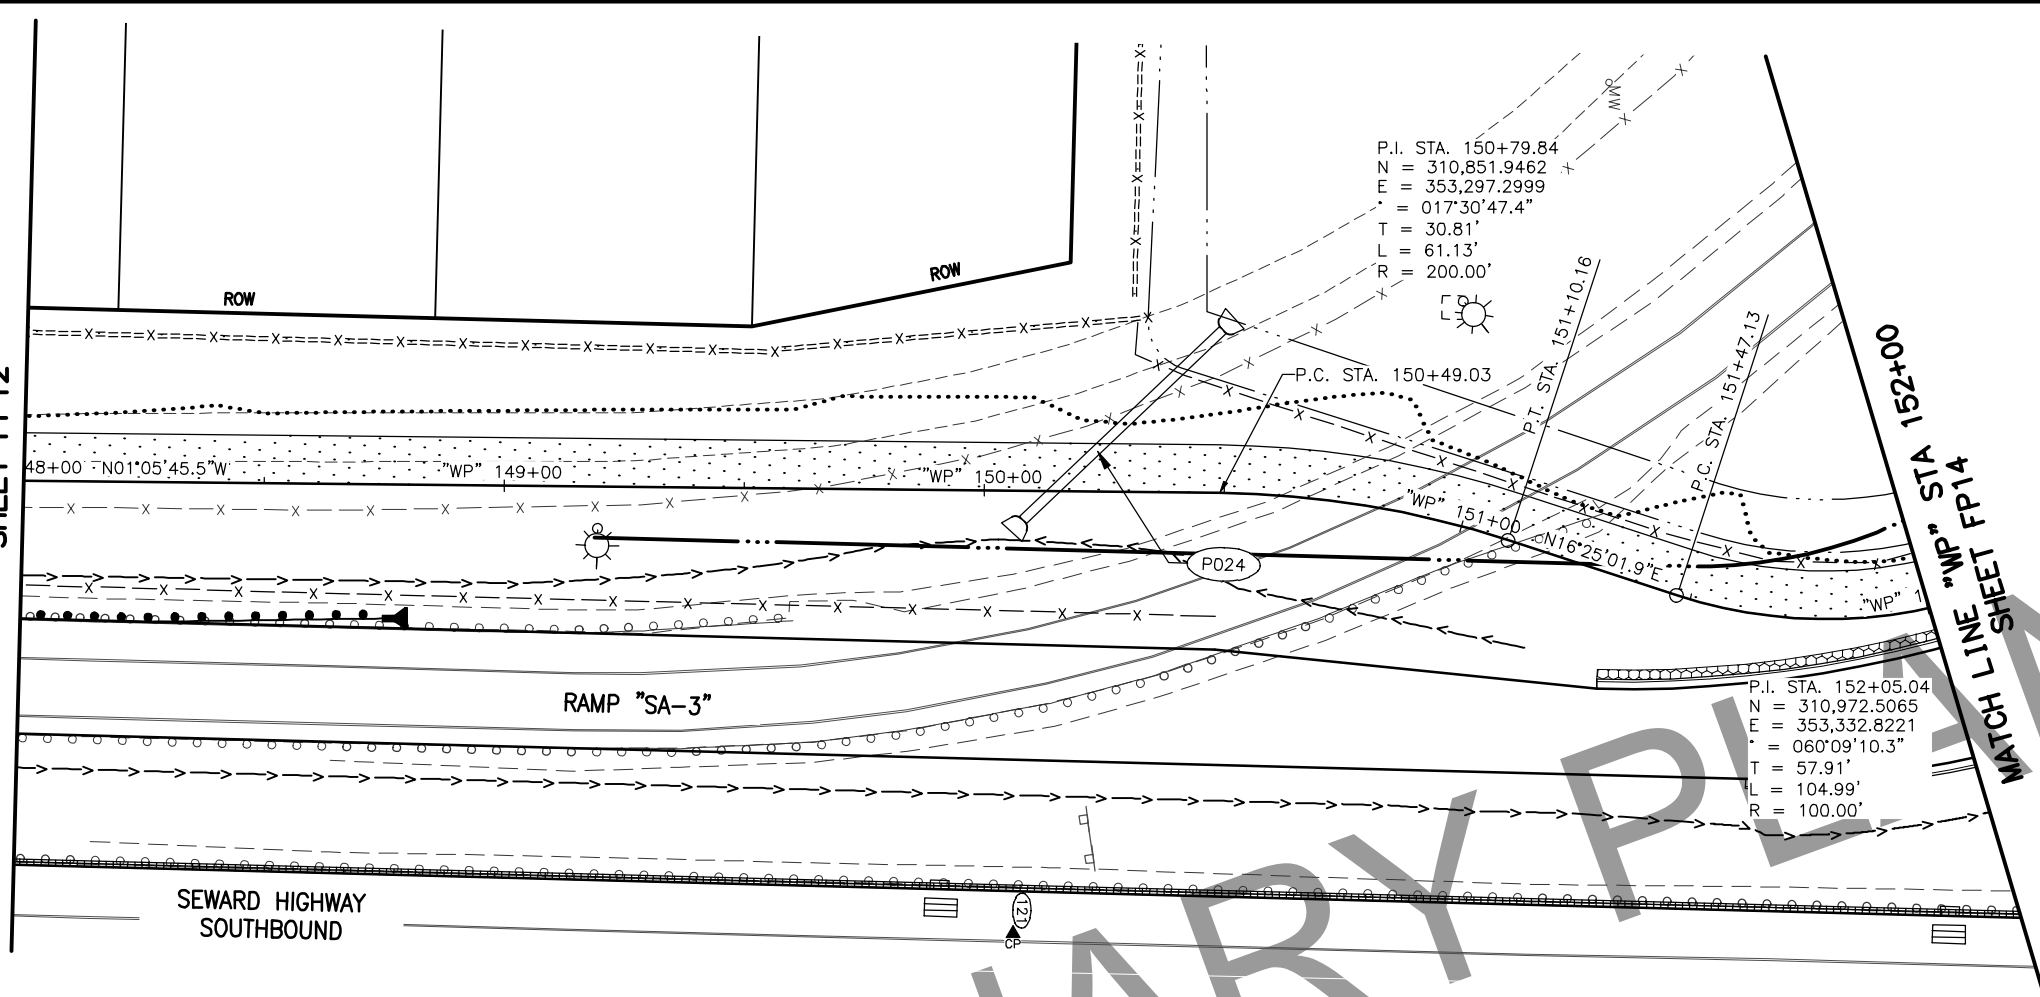 ROW
ROW
MW
P.I. STA. 150+79.84
N = 310,851.9462
E = 353,297.2999
° = 017°30'47.4"
T = 30.81'
L = 61.13'
R = 200.00'
P.C. STA. 150+49.03
P.T. STA. 151+10.16
P.C. STA. 151+47.13
48+00
N01°05'45.5"W
"WP" 149+00
"WP" 150+00
"WP" 151+00
N16°25'01.9"E
"WP" 1
P024
MATCH LINE "WP" STA 152+00
SHEET FP14
RAMP "SA-3"
P.I. STA. 152+05.04
N = 310,972.5065
E = 353,332.8221
° = 060°09'10.3"
T = 57.91'
L = 104.99'
R = 100.00'
SEWARD HIGHWAY
SOUTHBOUND
121
CP
ARY PLAN